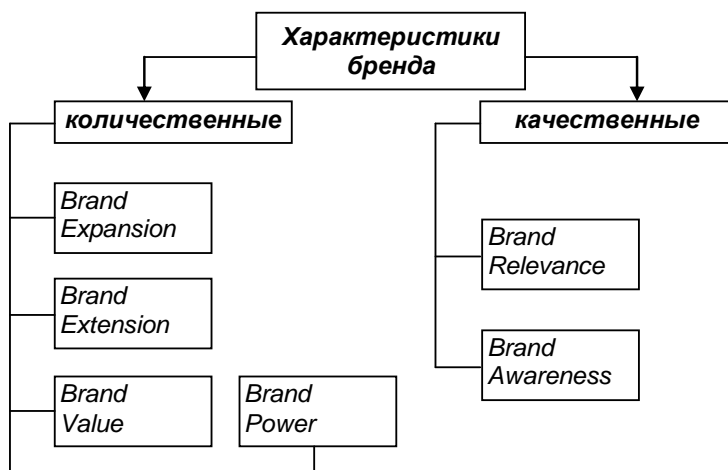 Характеристики
бренда
количественные
качественные
Brand
Expansion
Brand
Extension
Brand
Value
Brand
Power
Brand
Relevance
Brand
Awareness